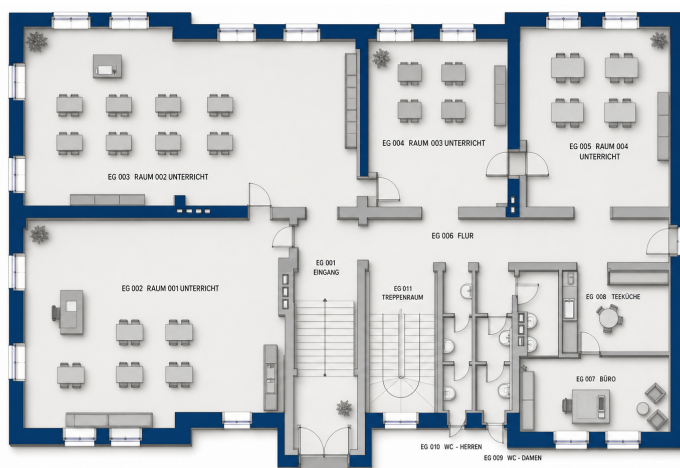 EG 003 RAUM 002 UNTERRICHT
EG 004 RAUM 003 UNTERRICHT
EG 005 RAUM 004
UNTERRICHT
EG 006 FLUR
EG 001
EINGANG
EG 002 RAUM 001 UNTERRICHT
EG 011
TREPPENRAUM
EG 008 TEEKÜCHE
EG 007 BÜRO
EG 010 WC - HERREN
EG 009 WC - DAMEN